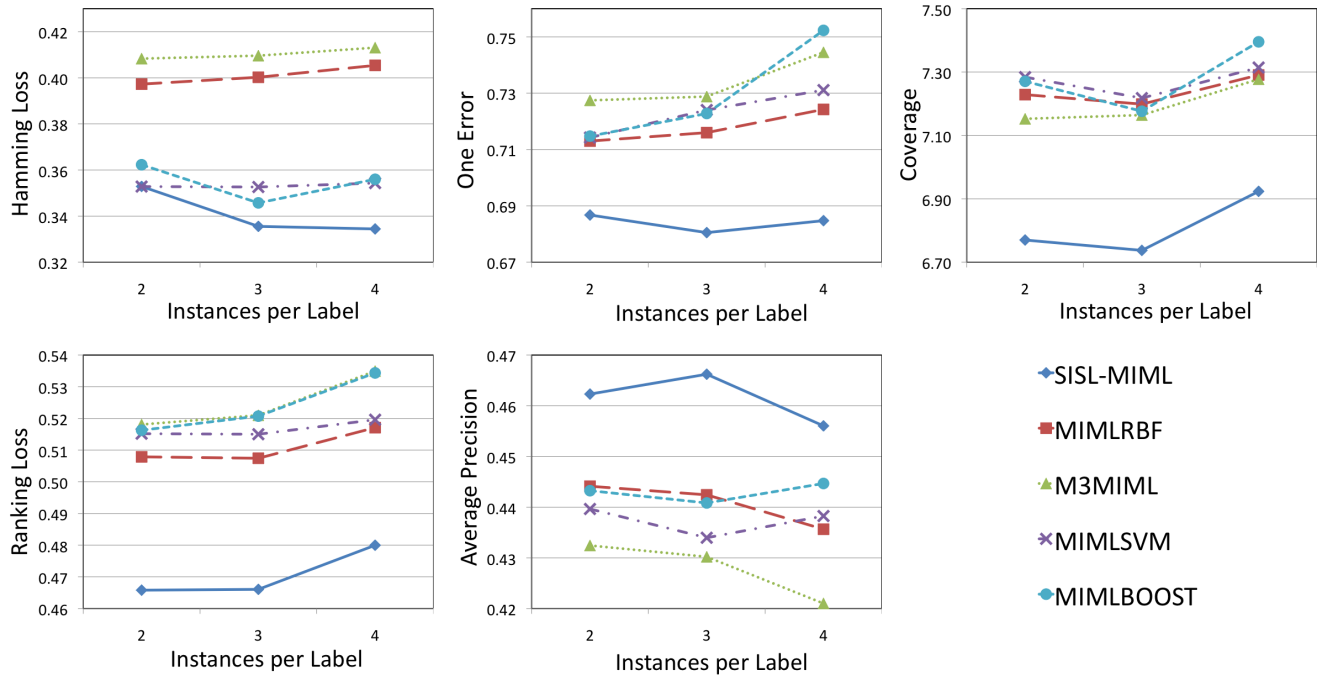 Hamming Loss
0.42
0.40
0.38
0.36
0.34
0.32
2 3 4
Instances per Label
One Error
0.75
0.73
0.71
0.69
0.67
2 3 4
Instances per Label
Coverage
7.50
7.30
7.10
6.90
6.70
2 3 4
Instances per Label
Ranking Loss
0.54
0.53
0.52
0.51
0.50
0.49
0.48
0.47
0.46
2 3 4
Instances per Label
Average Precision
0.47
0.46
0.45
0.44
0.43
0.42
2 3 4
Instances per Label
SISL-MIML
MIMLRBF
M3MIML
MIMLSVM
MIMLBOOST